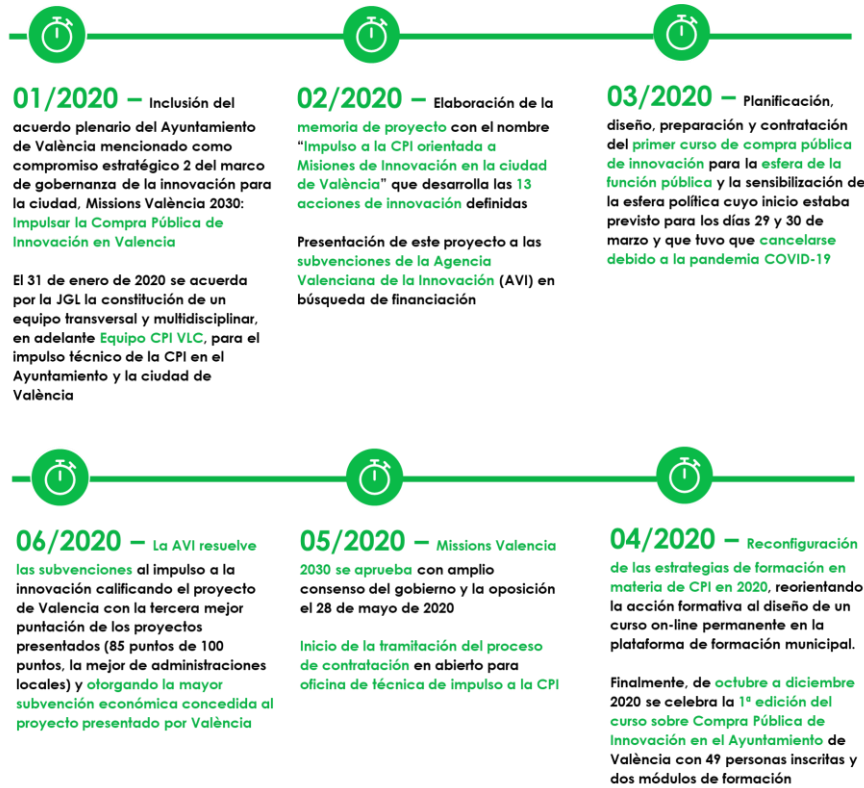 01/2020 – Inclusión del
acuerdo plenario del Ayuntamiento
de València mencionado como
compromiso estratégico 2 del marco
de gobernanza de la innovación para
la ciudad, Missions València 2030:
Impulsar la Compra Pública de
Innovación en Valencia
El 31 de enero de 2020 se acuerda
por la JGL la constitución de un
equipo transversal y multidisciplinar,
en adelante Equipo CPI VLC, para el
impulso técnico de la CPI en el
Ayuntamiento y la ciudad de
València
02/2020 – Elaboración de la
memoria de proyecto con el nombre
“Impulso a la CPI orientada a
Misiones de Innovación en la ciudad
de València” que desarrolla las 13
acciones de innovación definidas
Presentación de este proyecto a las
subvenciones de la Agencia
Valenciana de la Innovación (AVI) en
búsqueda de financiación
03/2020 – Planificación,
diseño, preparación y contratación
del primer curso de compra pública
de innovación para la esfera de la
función pública y la sensibilización de
la esfera política cuyo inicio estaba
previsto para los días 29 y 30 de
marzo y que tuvo que cancelarse
debido a la pandemia COVID-19
06/2020 – La AVI resuelve
las subvenciones al impulso a la
innovación calificando el proyecto
de Valencia con la tercera mejor
puntación de los proyectos
presentados (85 puntos de 100
puntos, la mejor de administraciones
locales) y otorgando la mayor
subvención económica concedida al
proyecto presentado por València
05/2020 – Missions Valencia
2030 se aprueba con amplio
consenso del gobierno y la oposición
el 28 de mayo de 2020
Inicio de la tramitación del proceso
de contratación en abierto para
oficina de técnica de impulso a la CPI
04/2020 – Reconfiguración
de las estrategias de formación en
materia de CPI en 2020, reorientando
la acción formativa al diseño de un
curso on-line permanente en la
plataforma de formación municipal.
Finalmente, de octubre a diciembre
2020 se celebra la 1ª edición del
curso sobre Compra Pública de
Innovación en el Ayuntamiento de
València con 49 personas inscritas y
dos módulos de formación